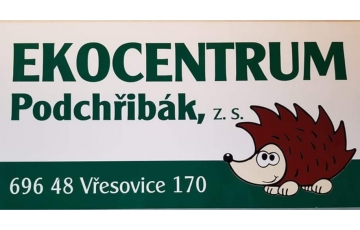 EKOCENTRUM
Podchřibák, z. s.
696 48 Vřesovice 170